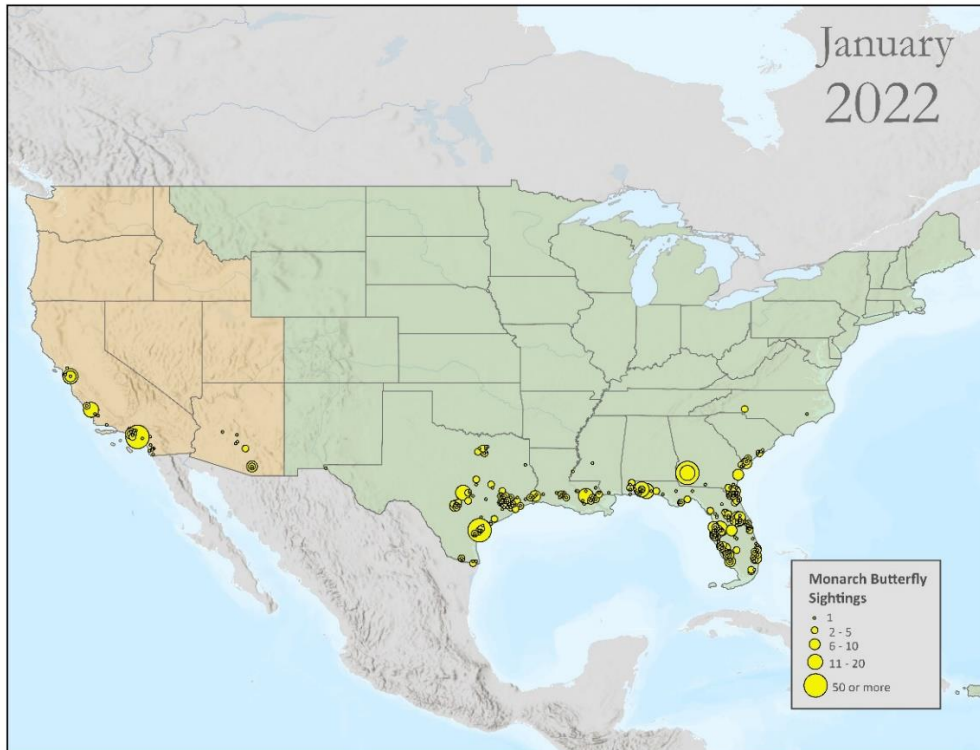 January
2022
Monarch Butterfly
Sightings
1
2 - 5
6 - 10
11 - 20
50 or more